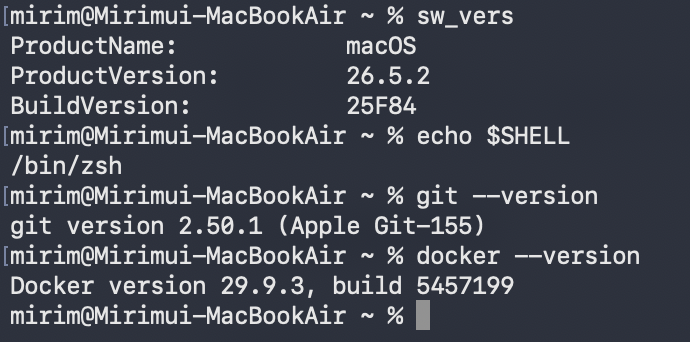 [mirim@Mirimui-MacBookAir ~ % sw_vers
ProductName:            macOS
ProductVersion:         26.5.2
BuildVersion:           25F84
[mirim@Mirimui-MacBookAir ~ % echo $SHELL
/bin/zsh
[mirim@Mirimui-MacBookAir ~ % git --version
git version 2.50.1 (Apple Git-155)
[mirim@Mirimui-MacBookAir ~ % docker --version
Docker version 29.9.3, build 5457199
mirim@Mirimui-MacBookAir ~ %